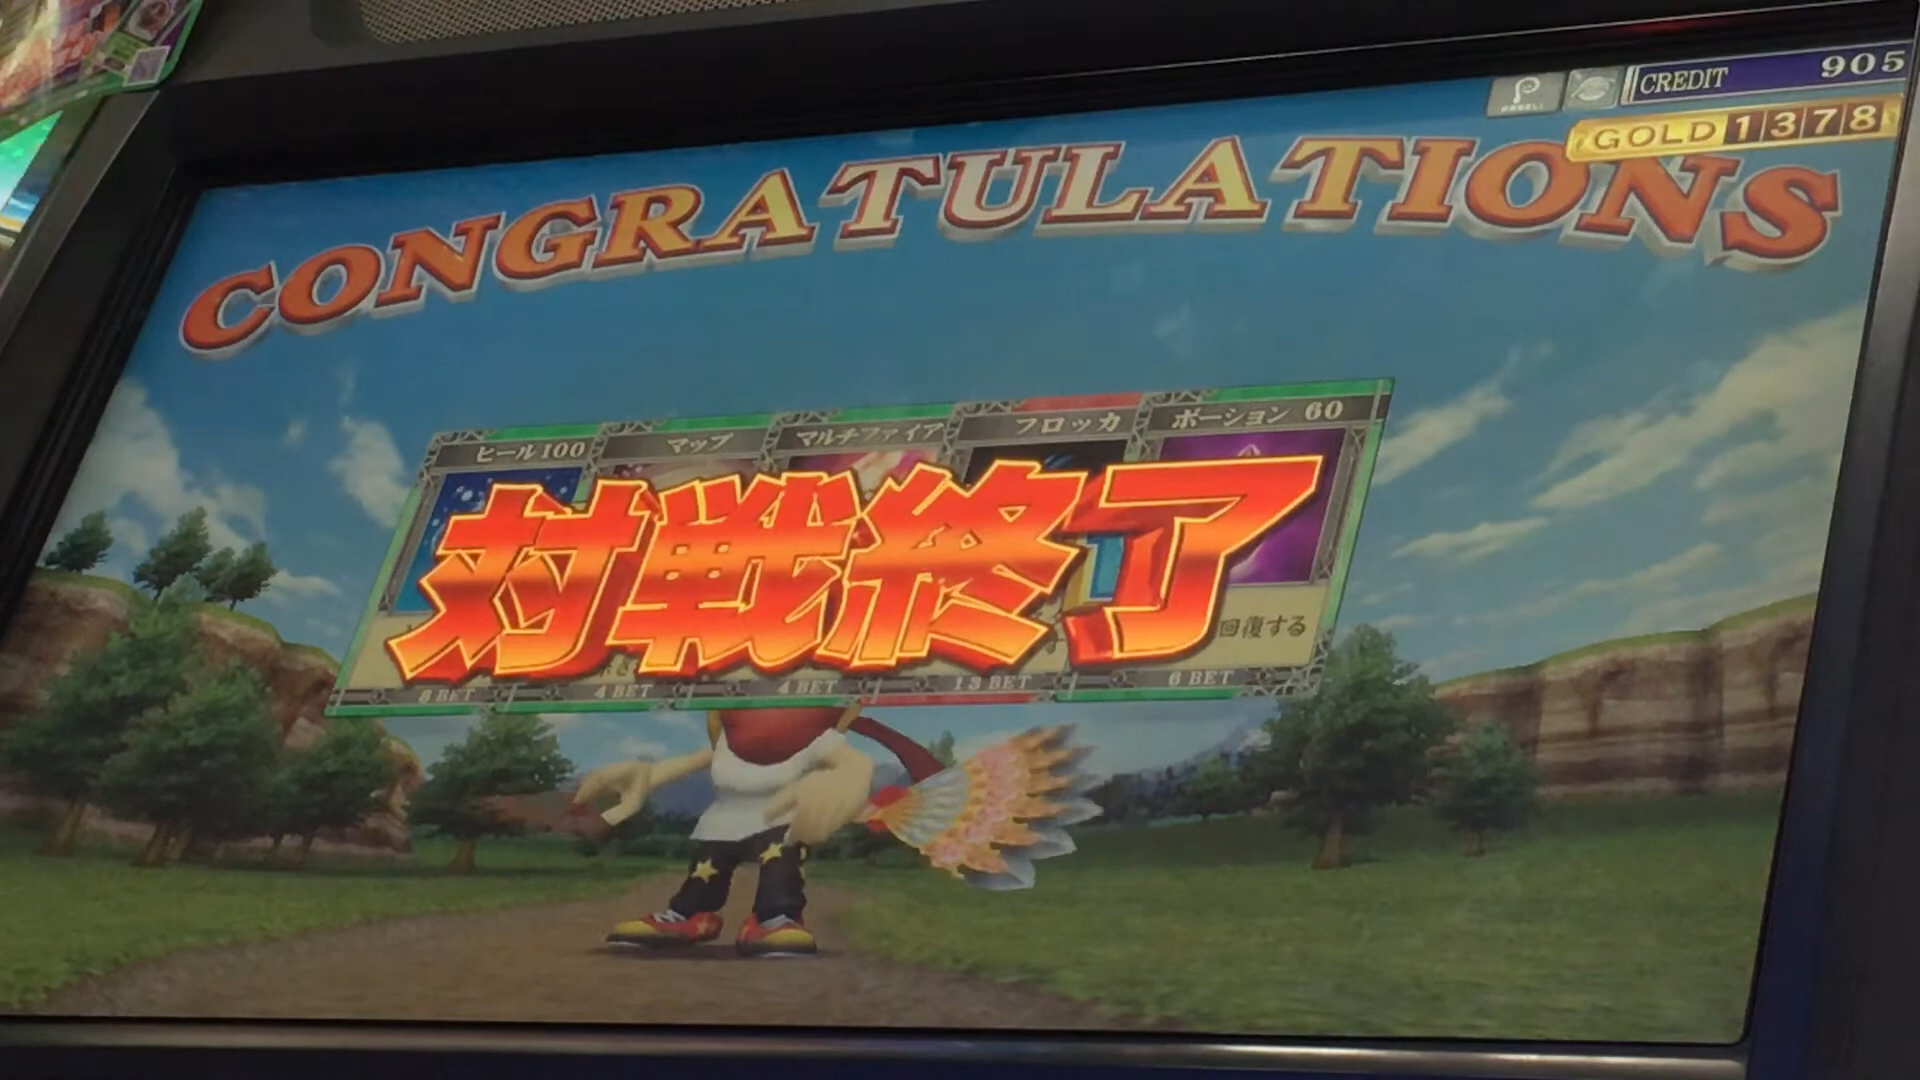 CREDIT 905
PASELI
GOLD 1378
CONGRATULATIONS
ヒール100 マップ マルチファイア フロッカ ポーション 60
対戦終了
回復する
8 BET 4 BET 4 BET 13 BET 6 BET